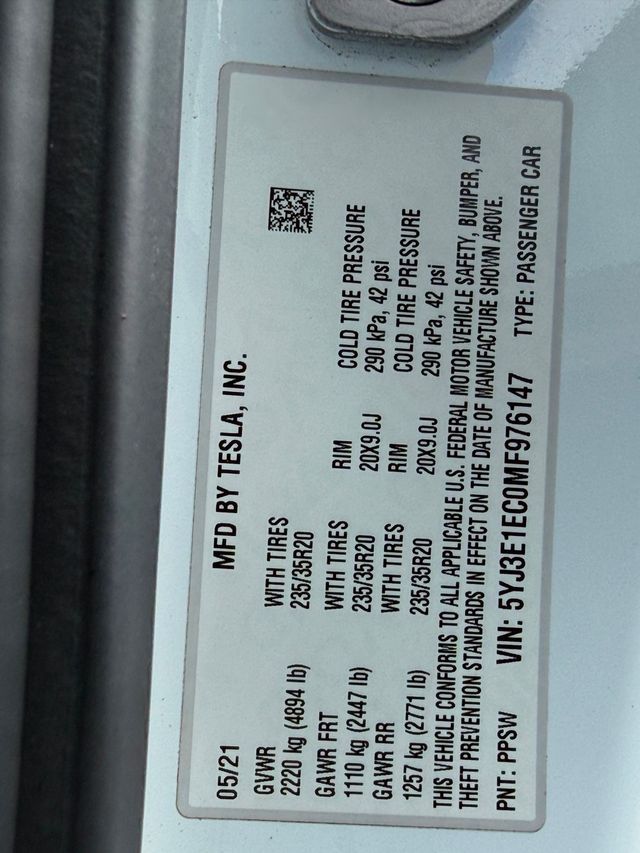 05/21 MFD BY TESLA, INC.
GVWR WITH TIRES
2220 kg (4894 lb) 235/35R20
GAWR FRT WITH TIRES RIM COLD TIRE PRESSURE
1110 kg (2447 lb) 235/35R20 20X9.0J 290 kPa, 42 psi
GAWR RR WITH TIRES RIM COLD TIRE PRESSURE
1257 kg (2771 lb) 235/35R20 20X9.0J 290 kPa, 42 psi
THIS VEHICLE CONFORMS TO ALL APPLICABLE U.S. FEDERAL MOTOR VEHICLE SAFETY, BUMPER, AND
THEFT PREVENTION STANDARDS IN EFFECT ON THE DATE OF MANUFACTURE SHOWN ABOVE.
PNT: PPSW VIN: 5YJ3E1EC0MF976147 TYPE: PASSENGER CAR